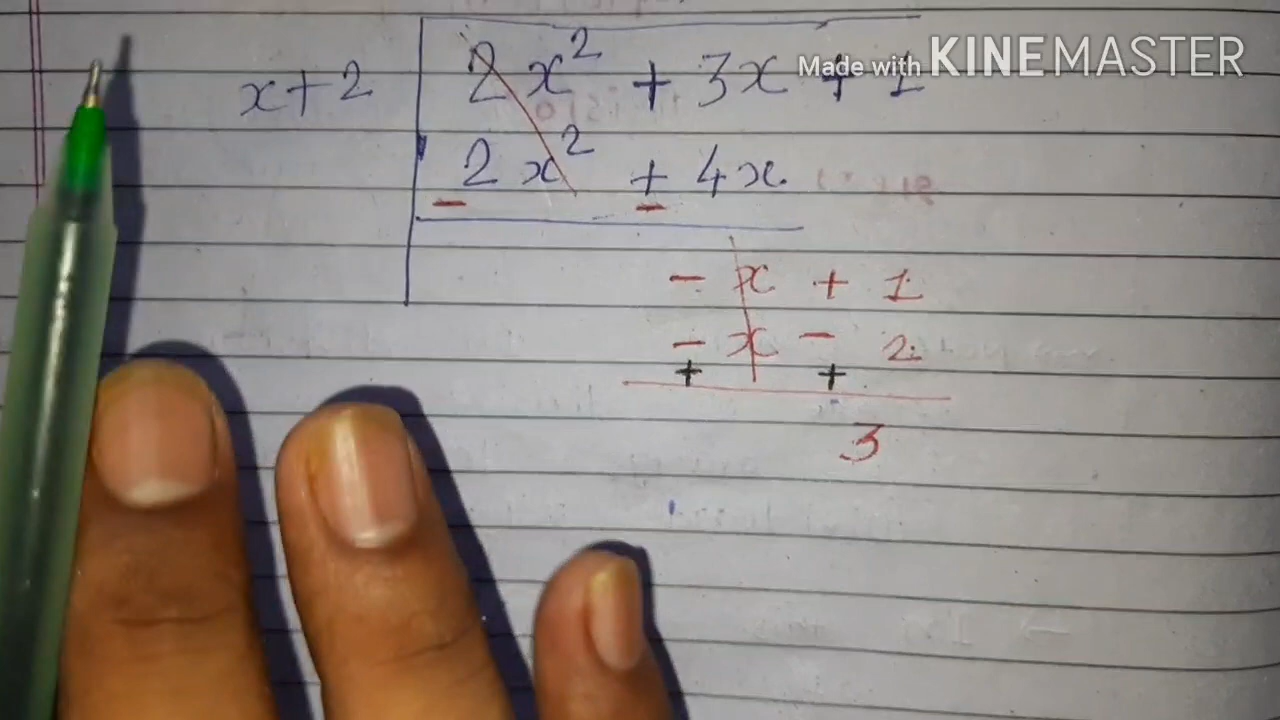 Made with KINEMASTER
x+2 2x² + 3x + 1
2x² + 4x
- -
- x + 1
- x - 2
+ +
3